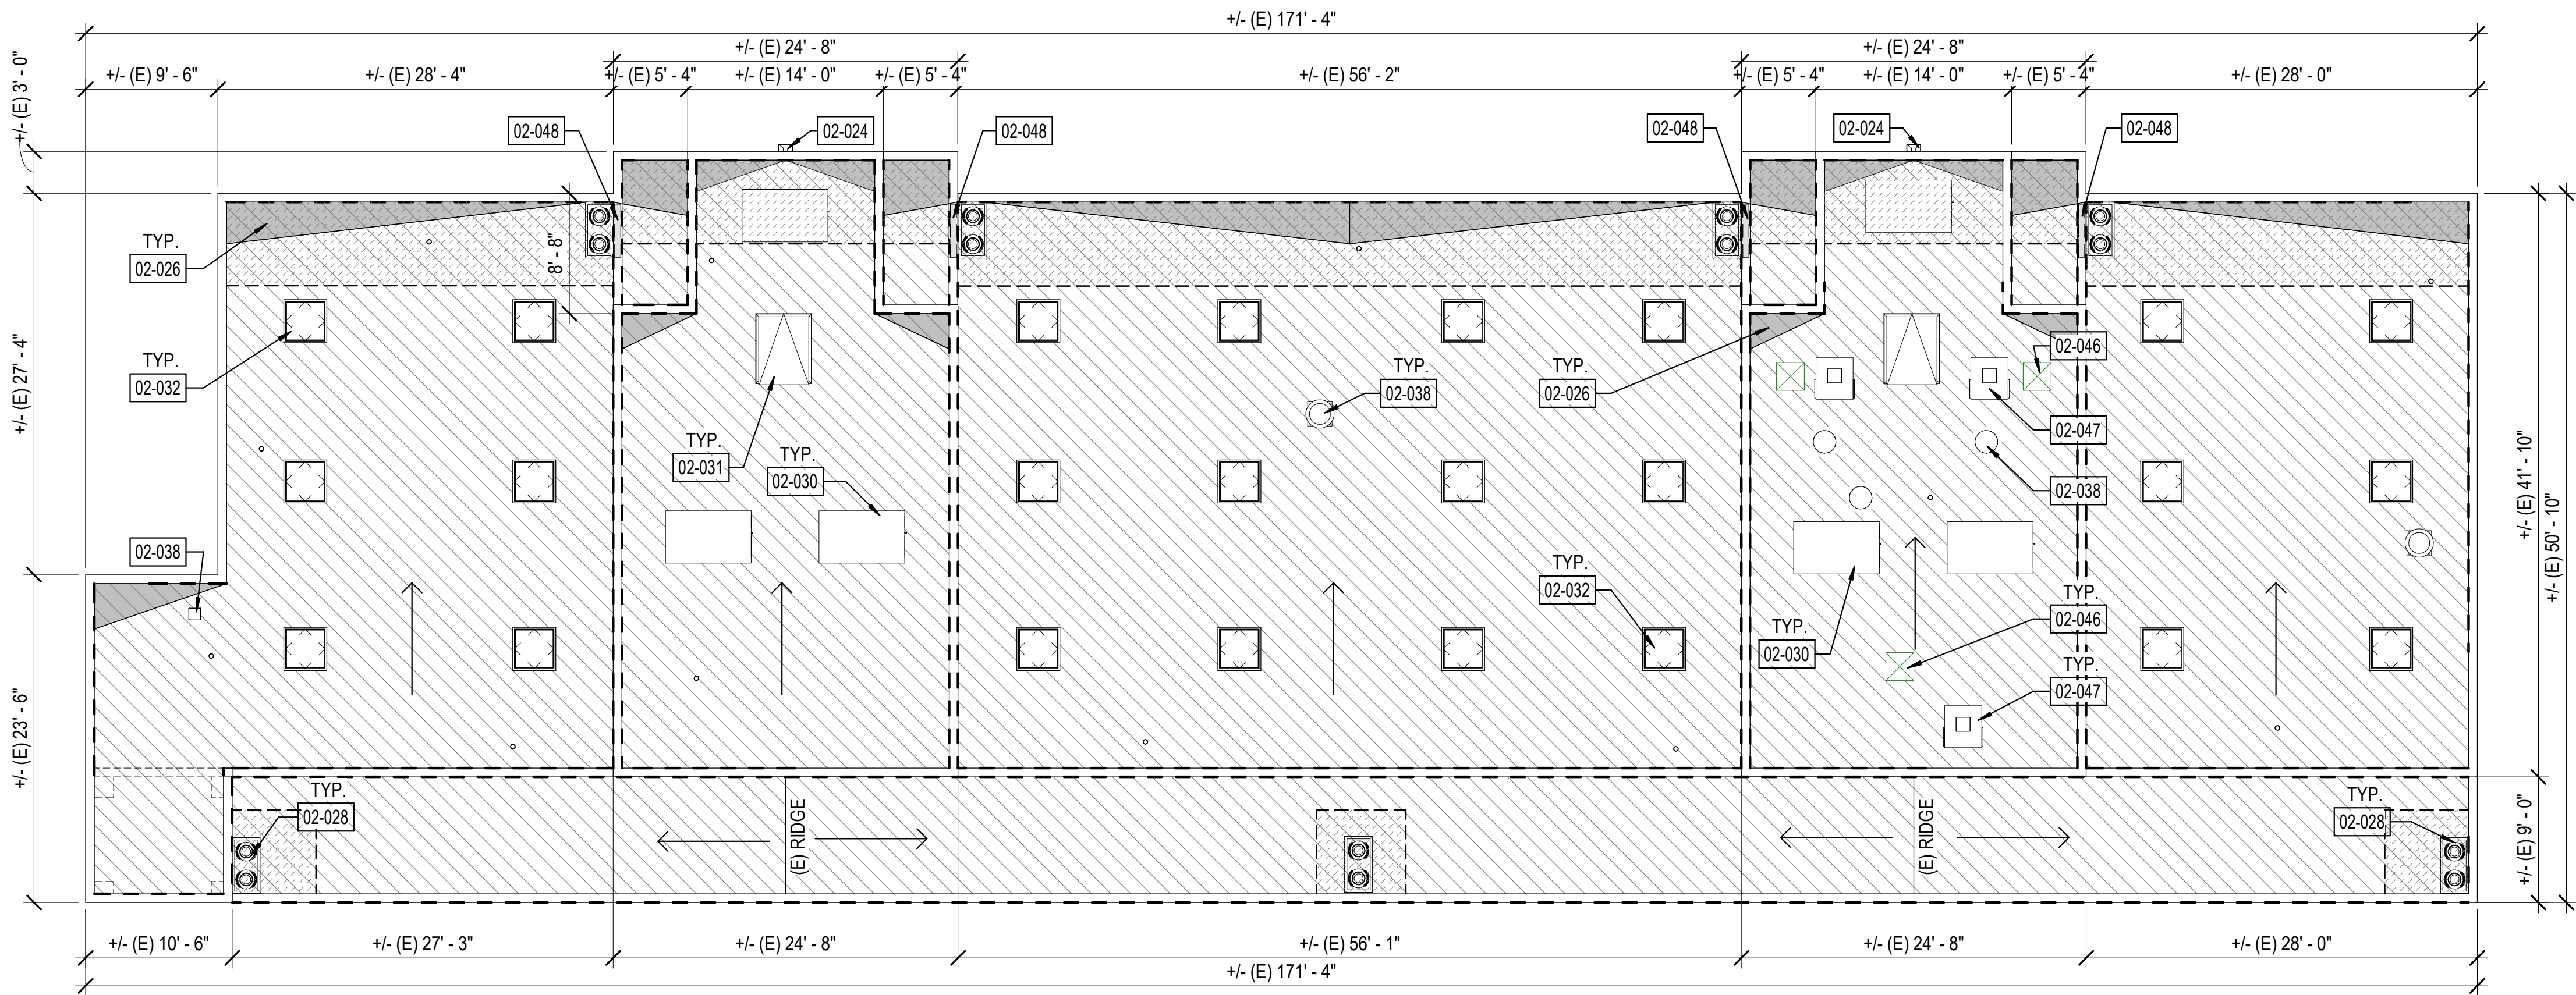 +/- (E) 171' - 4"
+/- (E) 24' - 8"
+/- (E) 24' - 8"
+/- (E) 9' - 6"
+/- (E) 28' - 4"
+/- (E) 5' - 4"
+/- (E) 14' - 0"
+/- (E) 5' - 4"
+/- (E) 56' - 2"
+/- (E) 5' - 4"
+/- (E) 14' - 0"
+/- (E) 5' - 4"
+/- (E) 28' - 0"
+/- (E) 3' - 0"
02-048
02-024
02-048
02-048
02-024
02-048
TYP.
02-026
8' - 8"
+/- (E) 27' - 4"
TYP.
02-032
TYP.
02-038
TYP.
02-026
02-046
02-047
TYP.
02-031
TYP.
02-030
02-038
+/- (E) 41' - 10"
+/- (E) 50' - 10"
02-038
TYP.
02-032
TYP.
02-046
TYP.
02-030
TYP.
02-047
+/- (E) 23' - 6"
TYP.
02-028
(E) RIDGE
(E) RIDGE
TYP.
02-028
+/- (E) 9' - 0"
+/- (E) 10' - 6"
+/- (E) 27' - 3"
+/- (E) 24' - 8"
+/- (E) 56' - 1"
+/- (E) 24' - 8"
+/- (E) 28' - 0"
+/- (E) 171' - 4"